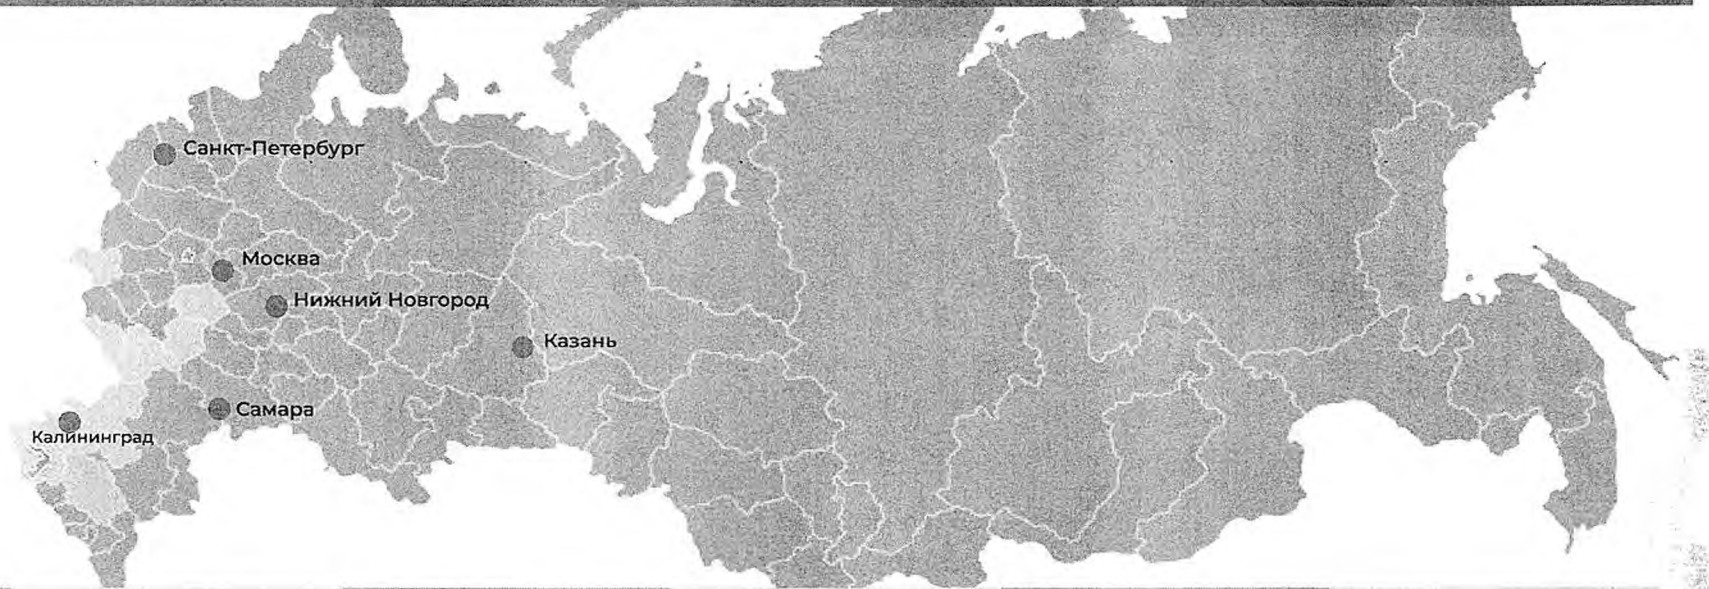 Санкт-Петербург
Москва
Нижний Новгород
Казань
Самара
Калининград